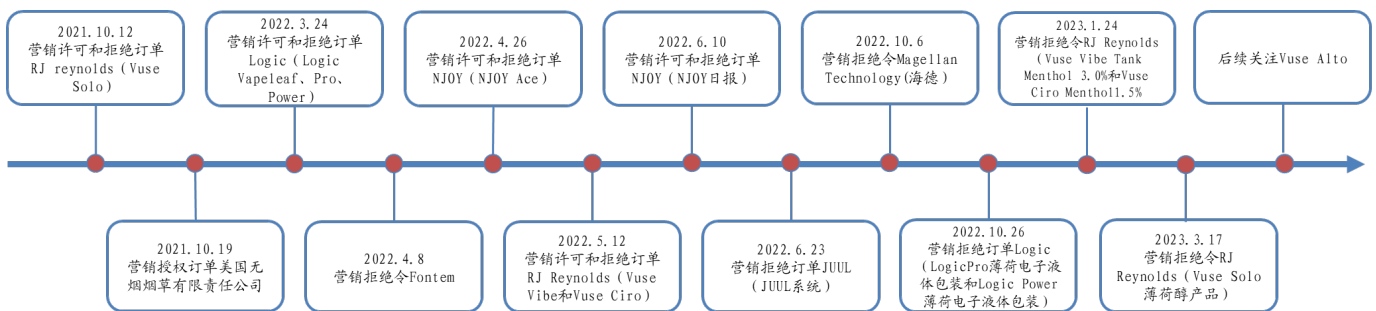 2021.10.12
营销许可和拒绝订单
RJ reynolds（Vuse
Solo）
2021.10.19
营销授权订单美国无
烟烟草有限责任公司
2022.3.24
营销许可和拒绝订单
Logic（Logic
Vapeleaf、Pro、
Power）
2022.4.8
营销拒绝令Fontem
2022.4.26
营销许可和拒绝订单
NJOY（NJOY Ace）
2022.5.12
营销许可和拒绝订单
RJ Reynolds（Vuse
Vibe和Vuse Ciro）
2022.6.10
营销许可和拒绝订单
NJOY（NJOY日报）
2022.6.23
营销拒绝订单JUUL
（JUUL系统）
2022.10.6
营销拒绝令Magellan
Technology(海德）
2022.10.26
营销拒绝订单Logic
（LogicPro薄荷电子液
体包装和Logic Power
薄荷电子液体包装）
2023.1.24
营销拒绝令RJ Reynolds
（Vuse Vibe Tank
Menthol 3.0%和Vuse
Ciro Menthol1.5%
2023.3.17
营销拒绝令RJ
Reynolds（Vuse Solo
薄荷醇产品）
后续关注Vuse Alto